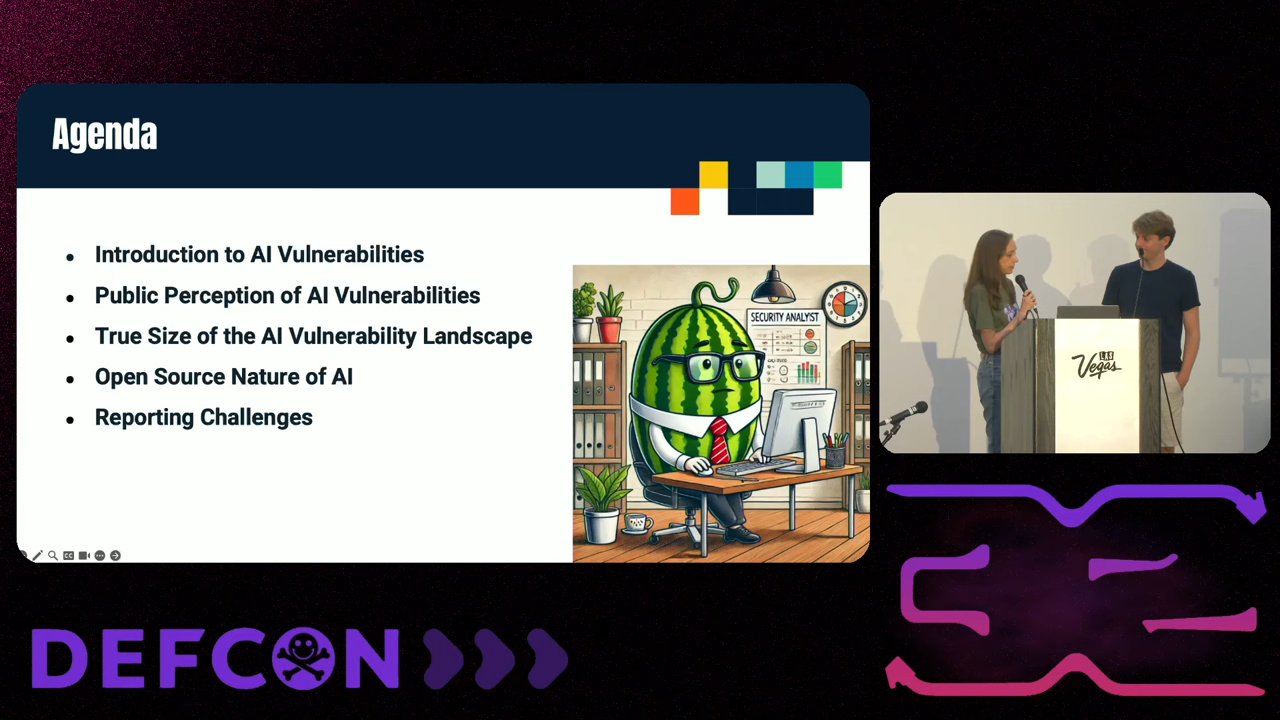 Agenda
• Introduction to AI Vulnerabilities
• Public Perception of AI Vulnerabilities
• True Size of the AI Vulnerability Landscape
• Open Source Nature of AI
• Reporting Challenges
SECURITY ANALYST
LAS
Vegas
DEFCON